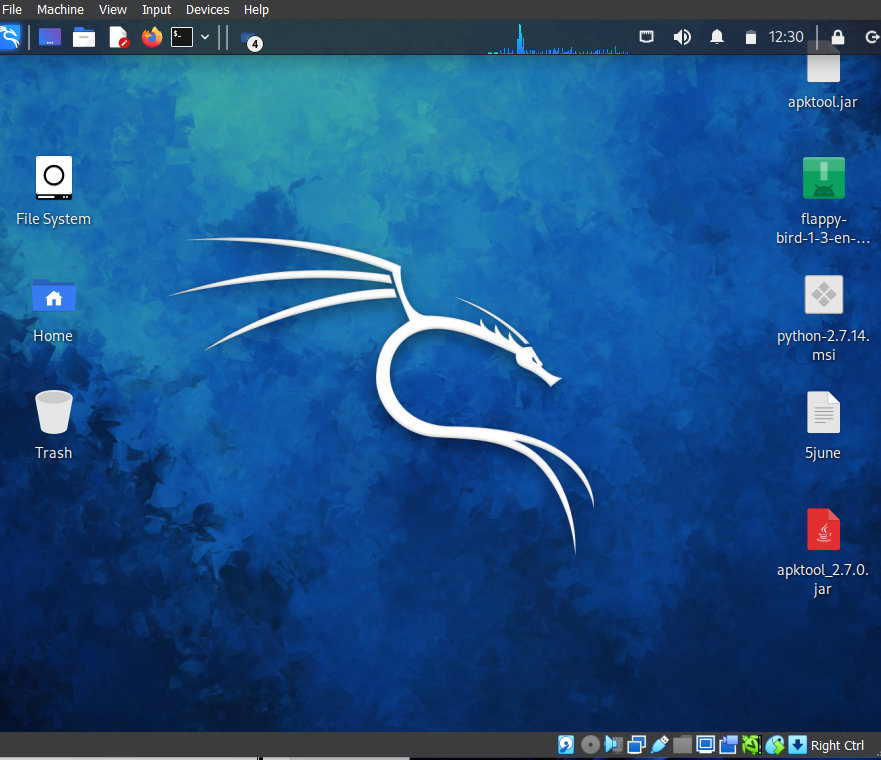 File Machine View Input Devices Help
4
12:30
apktool.jar
File System
flappy-
bird-1-3-en-...
Home
python-2.7.14.
msi
Trash
5june
apktool_2.7.0.
jar
Right Ctrl